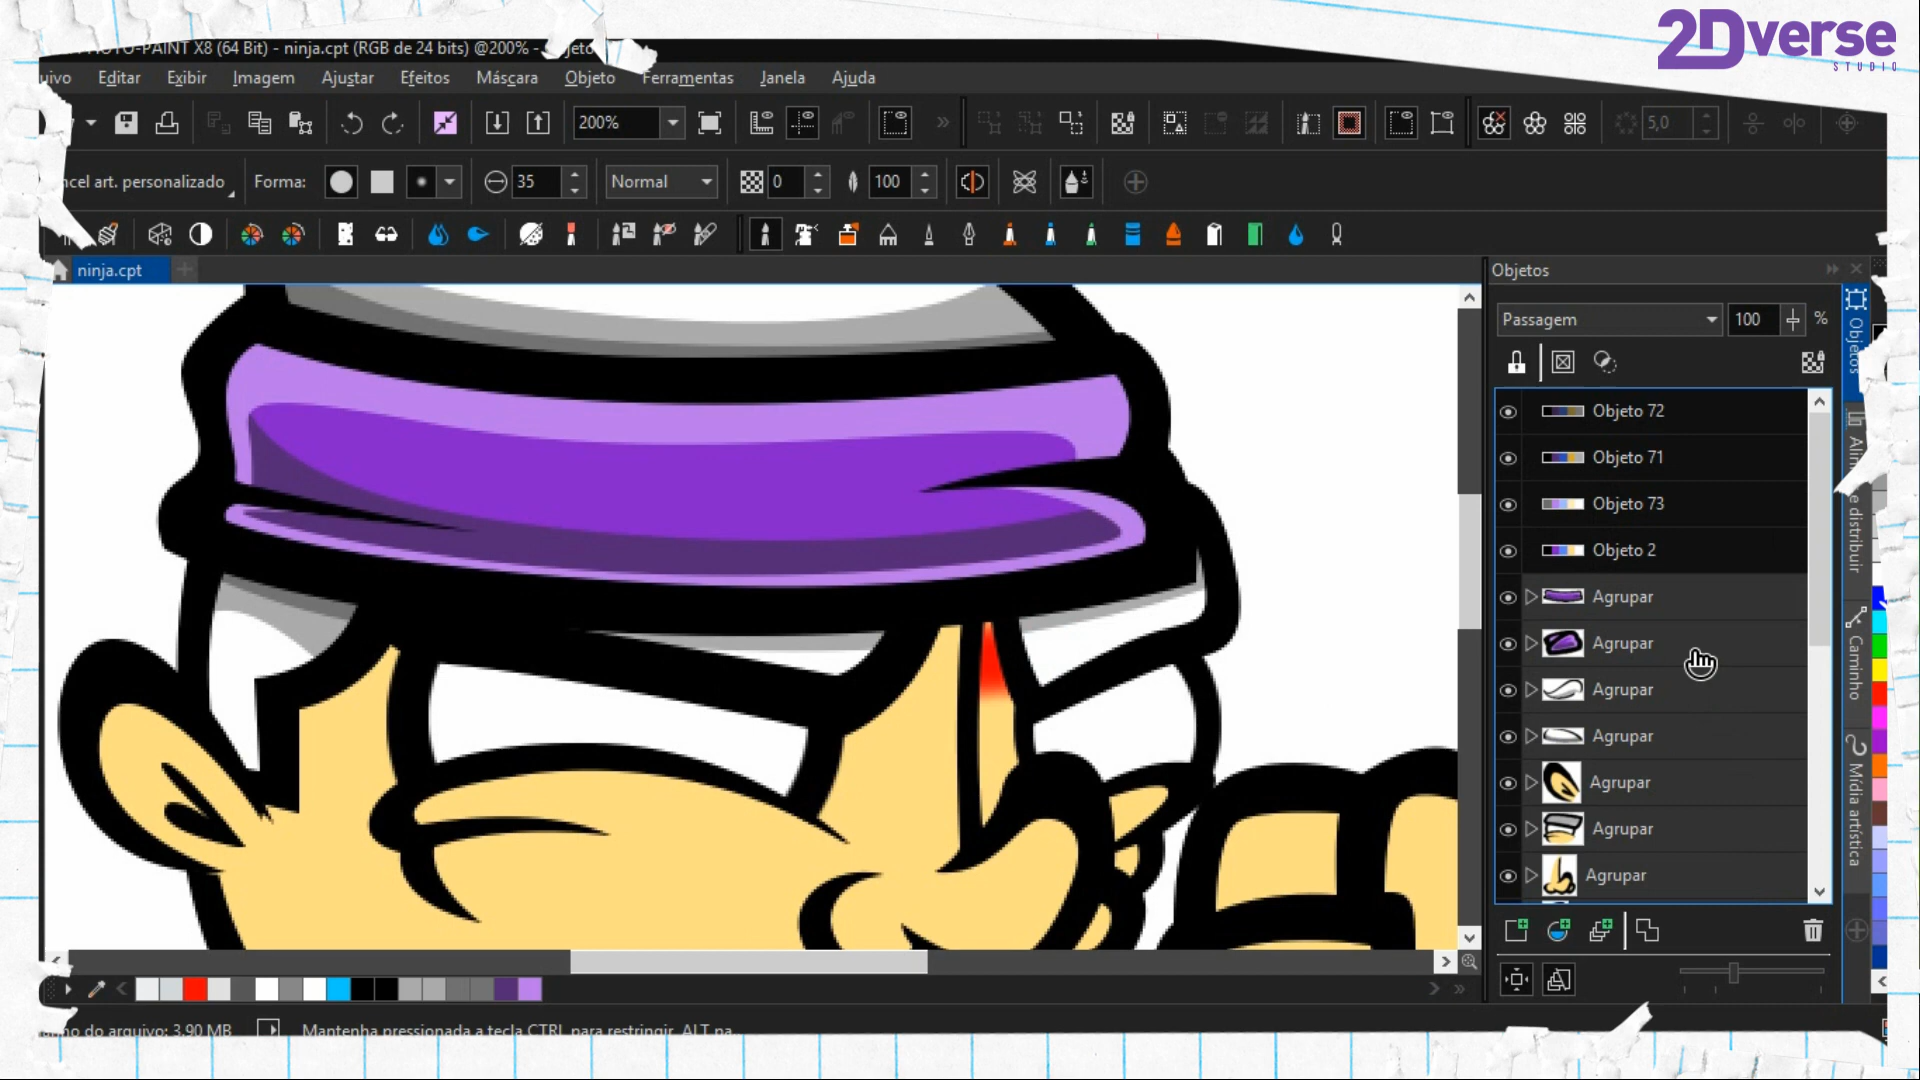 2Dverse
STUDIO
PHOTO-PAINT X8 (64 Bit) - ninja.cpt (RGB de 24 bits) @200% -
Editar Exibir Imagem Ajustar Efeitos Máscara Objeto Ferramentas Janela Ajuda
200% 5,0
art. personalizado Forma: 35 Normal 0 100
ninja.cpt
Objetos
Passagem 100 %
Objeto 72
Objeto 71
Objeto 73
Objeto 2
Agrupar
Agrupar
Agrupar
Agrupar
Agrupar
Agrupar
Agrupar
Objetos
e distribuir
Caminho
Mídia artística
do arquivo: 3,90 MB Mantenha pressionada a tecla CTRL para restringir, ALT pa...